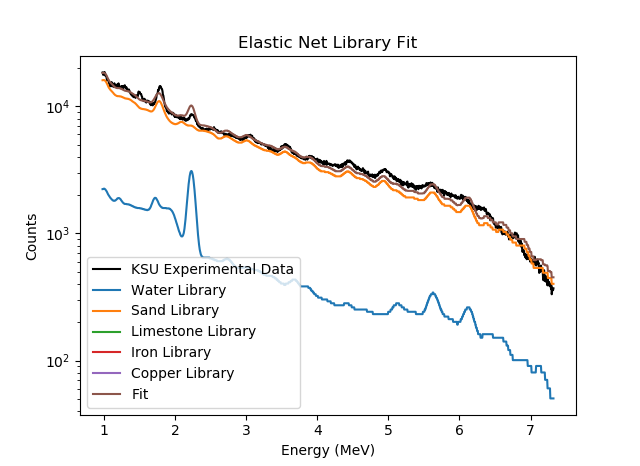 Elastic Net Library Fit
Counts
10⁴
10³
10²
KSU Experimental Data
Water Library
Sand Library
Limestone Library
Iron Library
Copper Library
Fit
1 2 3 4 5 6 7
Energy (MeV)